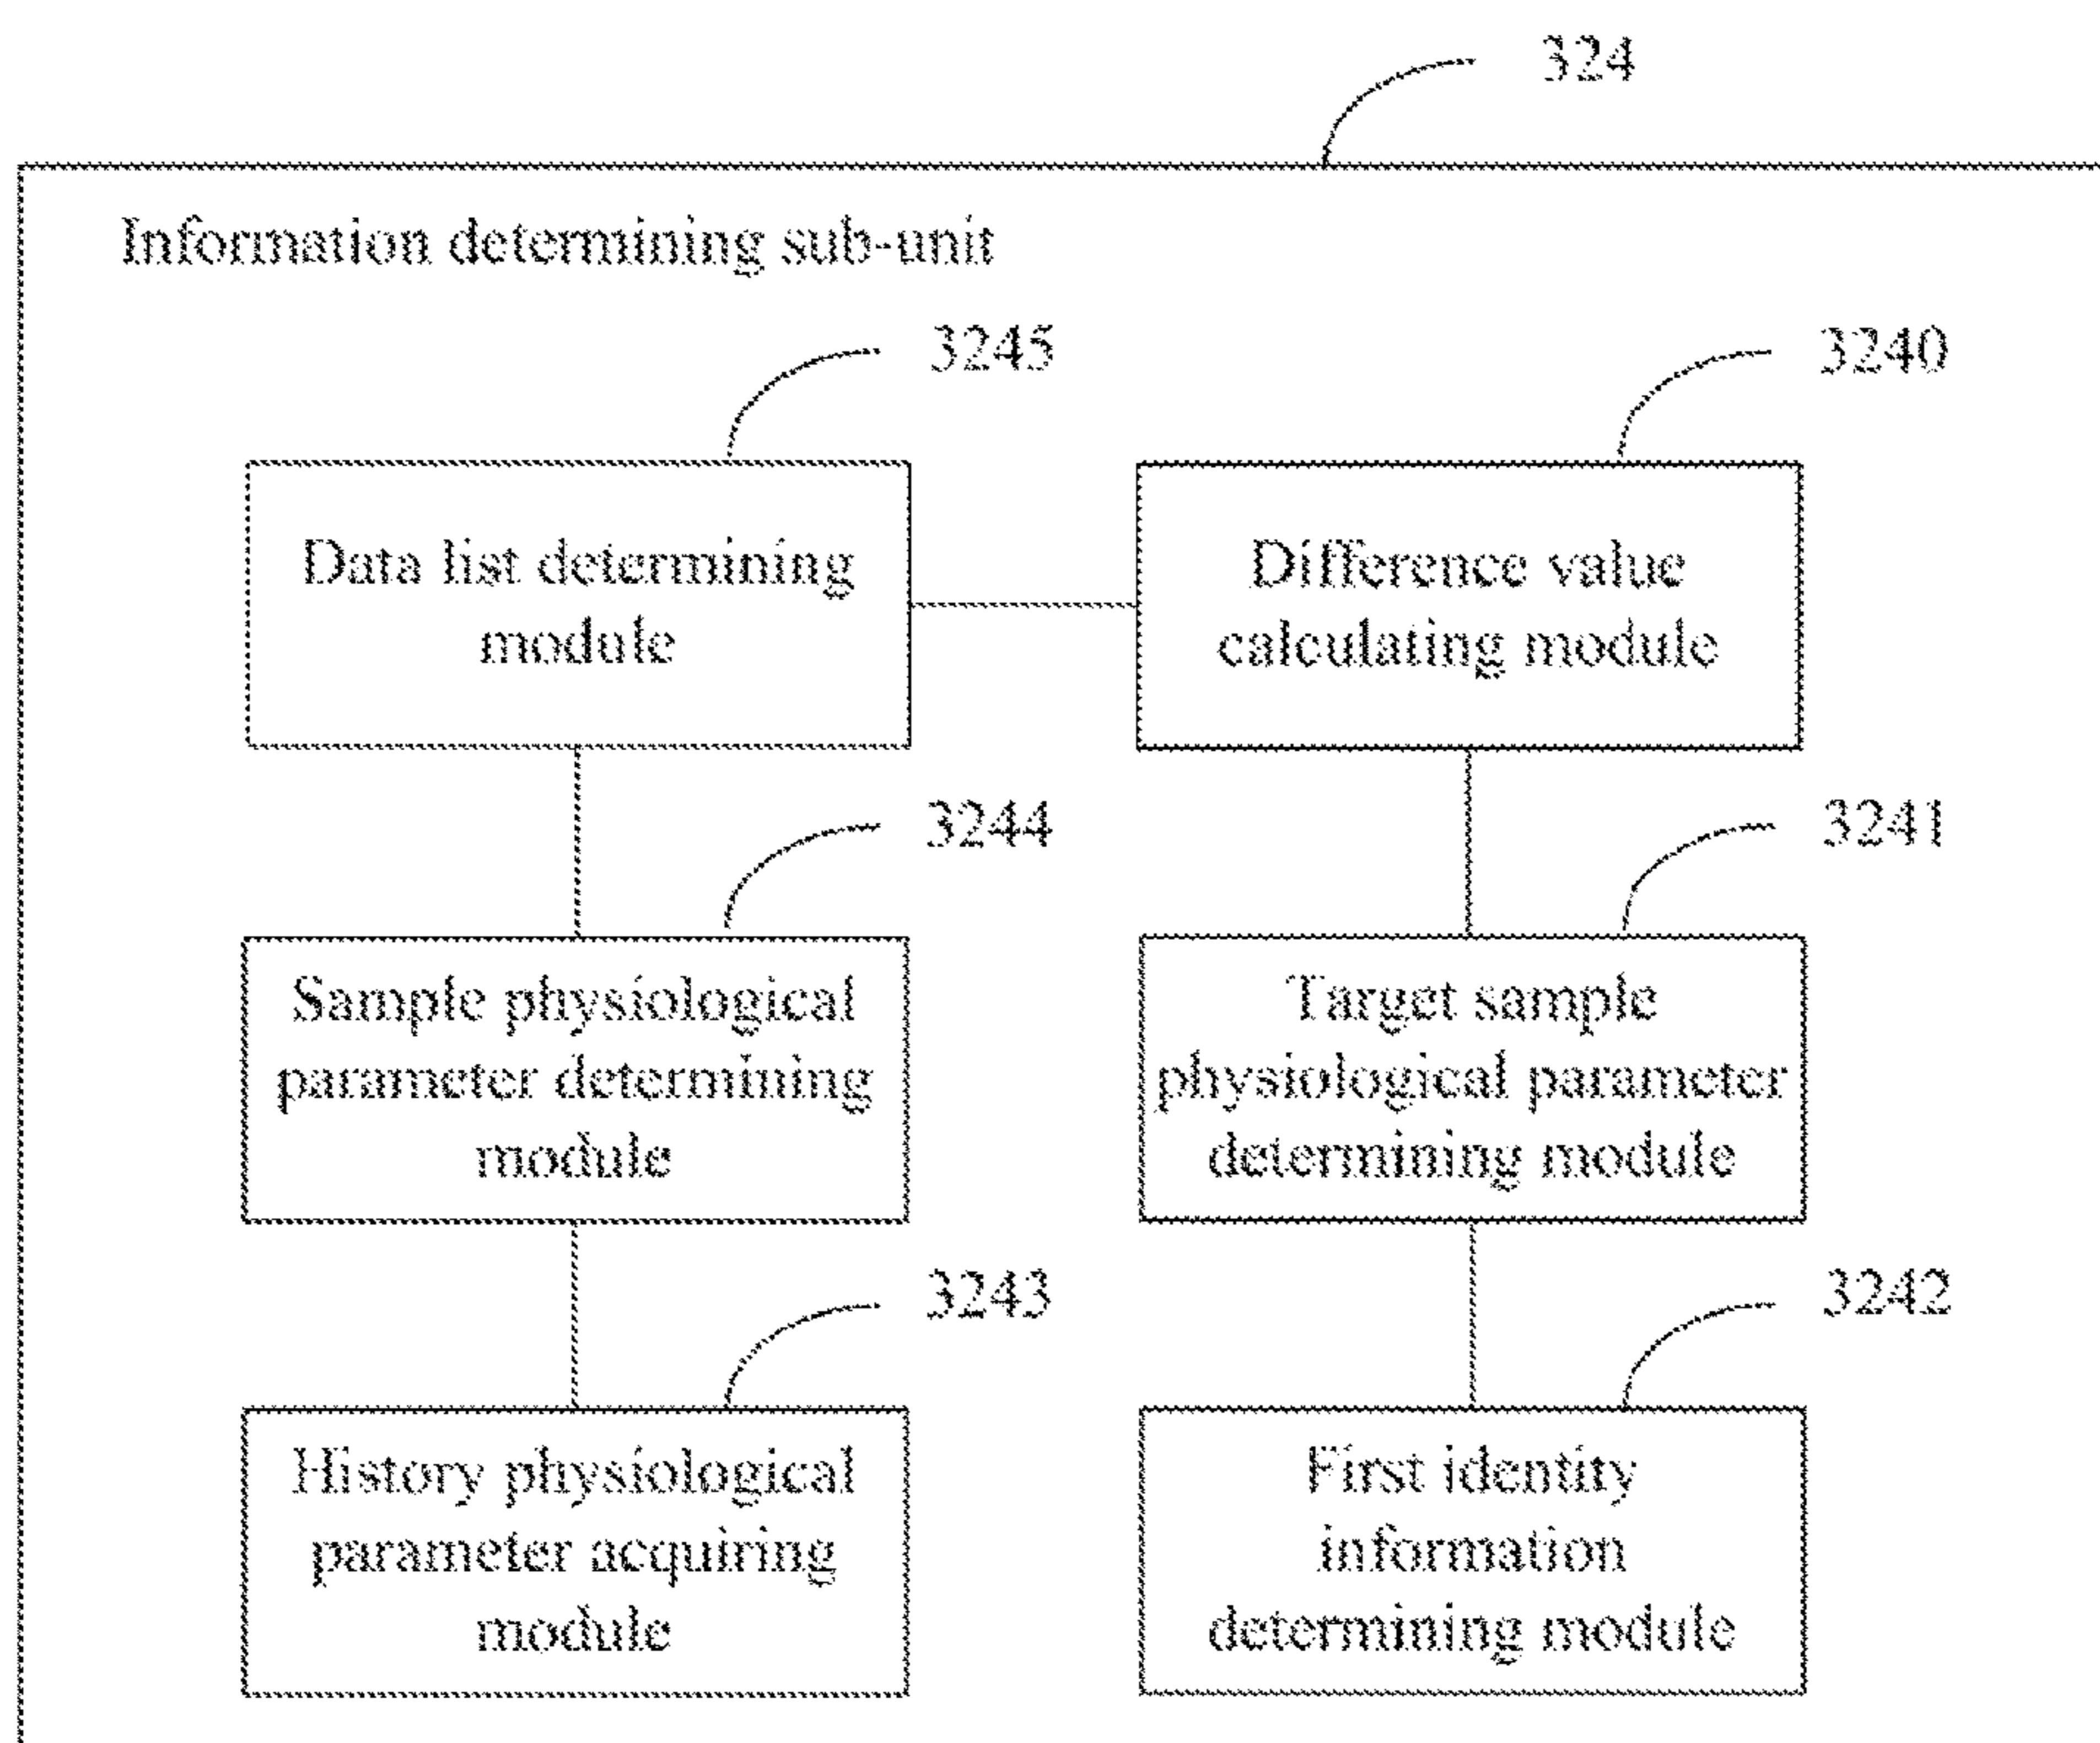 324
Information determining sub-unit
3245
3240
Data list determining
module
Difference value
calculating module
3244
3241
Sample physiological
parameter determining
module
Target sample
physiological parameter
determining module
3243
3242
History physiological
parameter acquiring
module
First identity
information
determining module